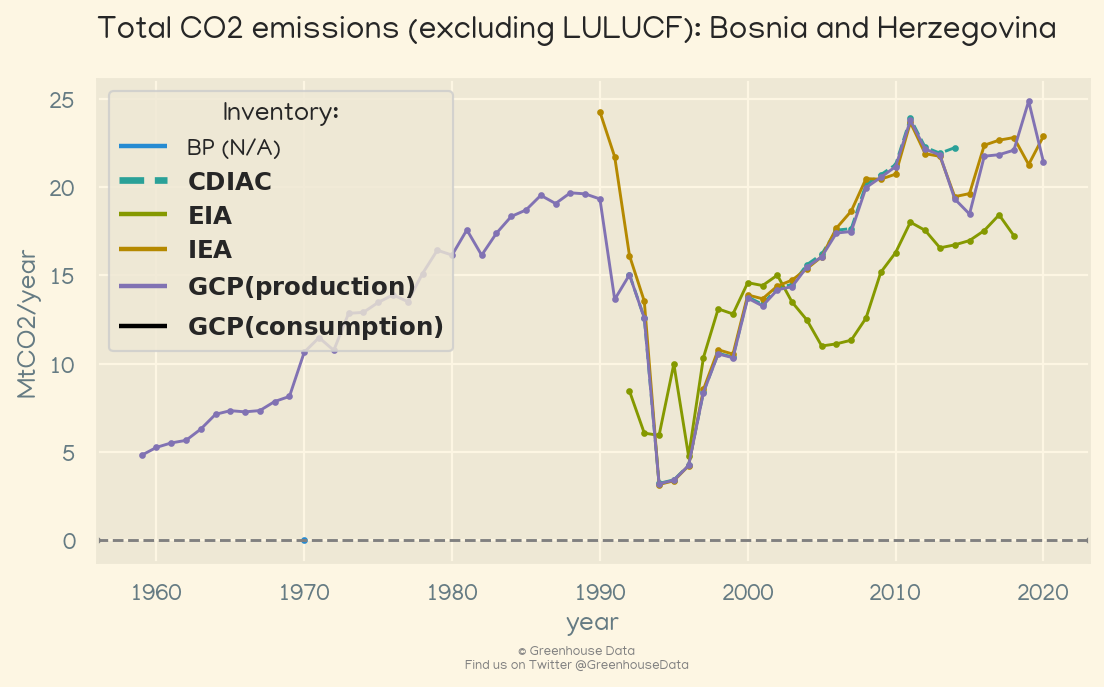 Total CO2 emissions (excluding LULUCF): Bosnia and Herzegovina
25
20
15
10
5
0
MtCO2/year
Inventory:
BP (N/A)
CDIAC
EIA
IEA
GCP(production)
GCP(consumption)
1960 1970 1980 1990 2000 2010 2020
year
© Greenhouse Data
Find us on Twitter @GreenhouseData